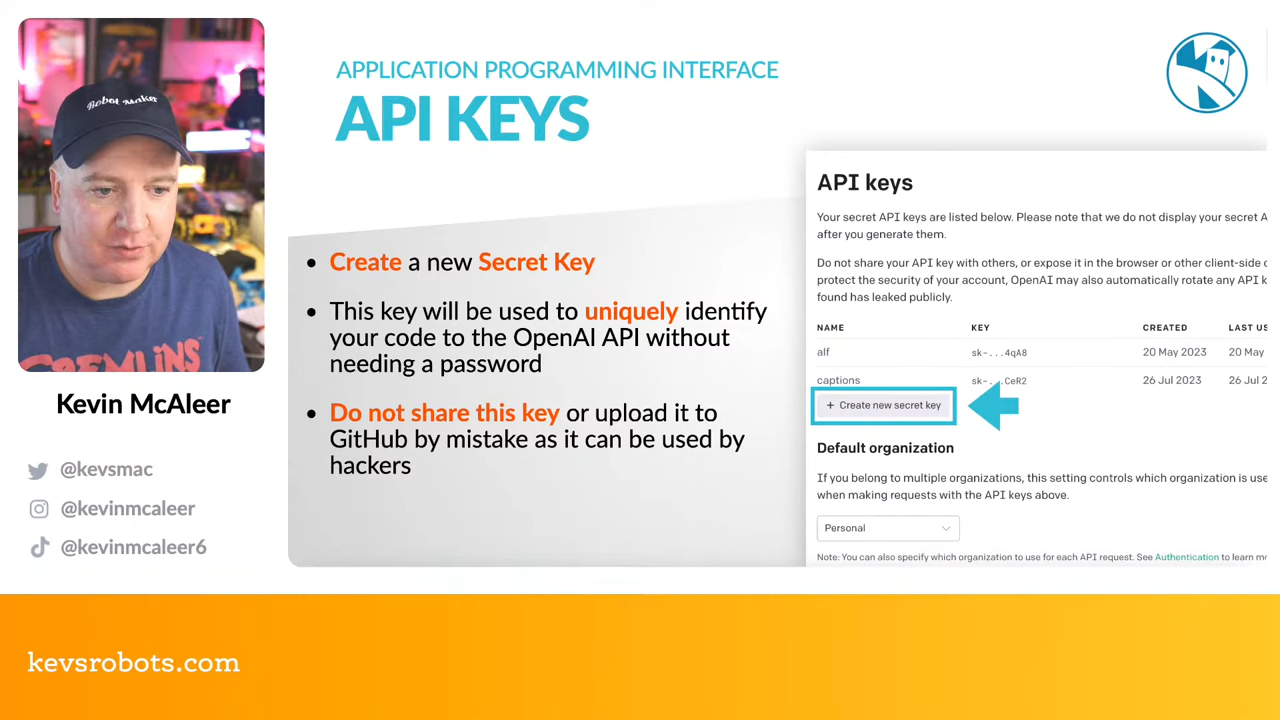 Robot Maker
GREMLINS
Kevin McAleer
@kevsmac
@kevinmcaleer
@kevinmcaleer6
APPLICATION PROGRAMMING INTERFACE
API KEYS
• Create a new Secret Key
• This key will be used to uniquely identify
your code to the OpenAI API without
needing a password
• Do not share this key or upload it to
GitHub by mistake as it can be used by
hackers
API keys
Your secret API keys are listed below. Please note that we do not display your secret A
after you generate them.
Do not share your API key with others, or expose it in the browser or other client-side c
protect the security of your account, OpenAI may also automatically rotate any API k
found has leaked publicly.
NAME KEY CREATED LAST US
alf sk-...4qA8 20 May 2023 20 May
captions sk-...CeR2 26 Jul 2023 26 Jul 2
+ Create new secret key
Default organization
If you belong to multiple organizations, this setting controls which organization is use
when making requests with the API keys above.
Personal
Note: You can also specify which organization to use for each API request. See Authentication to learn mo
kevsrobots.com